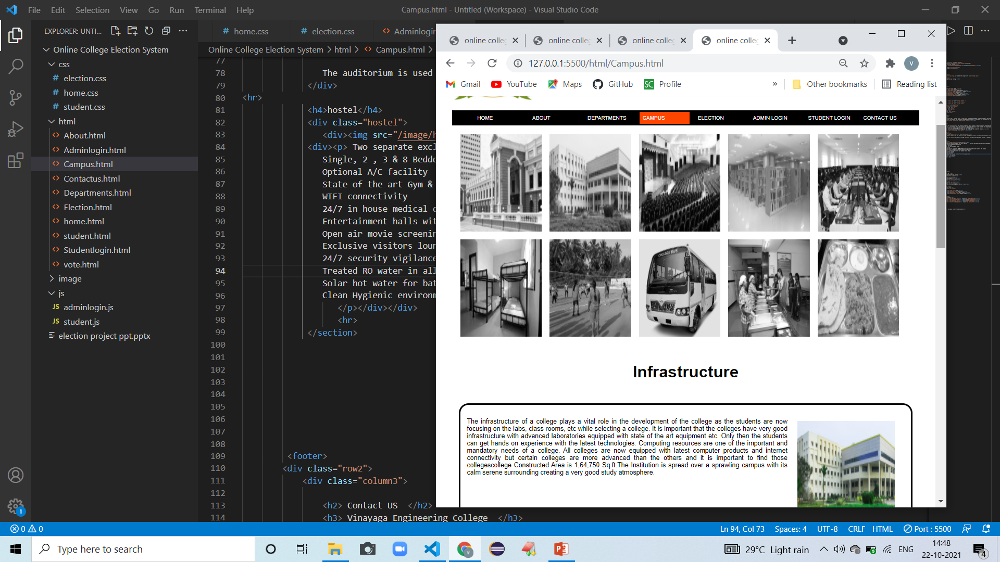 File Edit Selection View Go Run Terminal Help
Campus.html - Untitled (Workspace) - Visual Studio Code
EXPLORER: UNTI...
Online College Election System
css
# election.css
# home.css
# student.css
html
<> About.html
<> Adminlogin.html
<> Campus.html
<> Contactus.html
<> Departments.html
<> Election.html
<> home.html
<> student.html
<> Studentlogin.html
<> vote.html
image
js
JS adminlogin.js
JS student.js
election project ppt.pptx
1
# home.css # election.css <> Adminlogin
Online College Election System > html > <> Campus.html >
77
78 The auditorium is used
79 </div>
80 <hr>
81 <h4>hostel</h4>
82 <div class="hostel">
83 <div><img src="/image/h
84 <div><p> Two separate excl
85 Single, 2 , 3 & 8 Bedde
86 Optional A/C facility
87 State of the art Gym &
88 WIFI connectivity
89 24/7 in house medical c
90 Entertainment halls wit
91 Open air movie screenin
92 Exclusive visitors loun
93 24/7 security vigilance
94 Treated RO water in all
95 Solar hot water for bat
96 Clean Hygienic environm
97 </p></div></div>
98 <hr>
99 </section>
100
101
102
103
104
105
106
107
108
109 <footer>
110 <div class="row2">
111 <div class="column3">
112
113 <h2> Contact US </h2>
114 <h3> Vinayaga Engineering College </h3>
online colleg online colleg online colleg online colleg
127.0.0.1:5500/html/Campus.html
V
Gmail YouTube Maps GitHub SC Profile » Other bookmarks Reading list
HOME ABOUT DEPARTMENTS CAMPUS ELECTION ADMIN LOGIN STUDENT LOGIN CONTACT US
COLLEGE BUS
Infrastructure
The infrastructure of a college plays a vital role in the development of the college as the students are now
focusing on the labs, class rooms, etc while selecting a college. It is important that the colleges have very good
infrastructure with advanced laboratories equipped with state of the art equipment etc. Only then the students
can get hands on experience with the latest technologies. Computing resources are one of the important and
mandatory needs of a college. All colleges are now equipped with latest computer products and internet
connectivity but certain colleges are more advanced than the others and it is important to find those
collegescollege Constructed Area is 1,64,750 Sq.ft.The Institution is spread over a sprawling campus with its
calm serene surrounding creating a very good study atmosphere.
0 0 Ln 94, Col 73 Spaces: 4 UTF-8 CRLF HTML Port : 5500
Type here to search
29°C Light rain ENG
14:48
22-10-2021
4